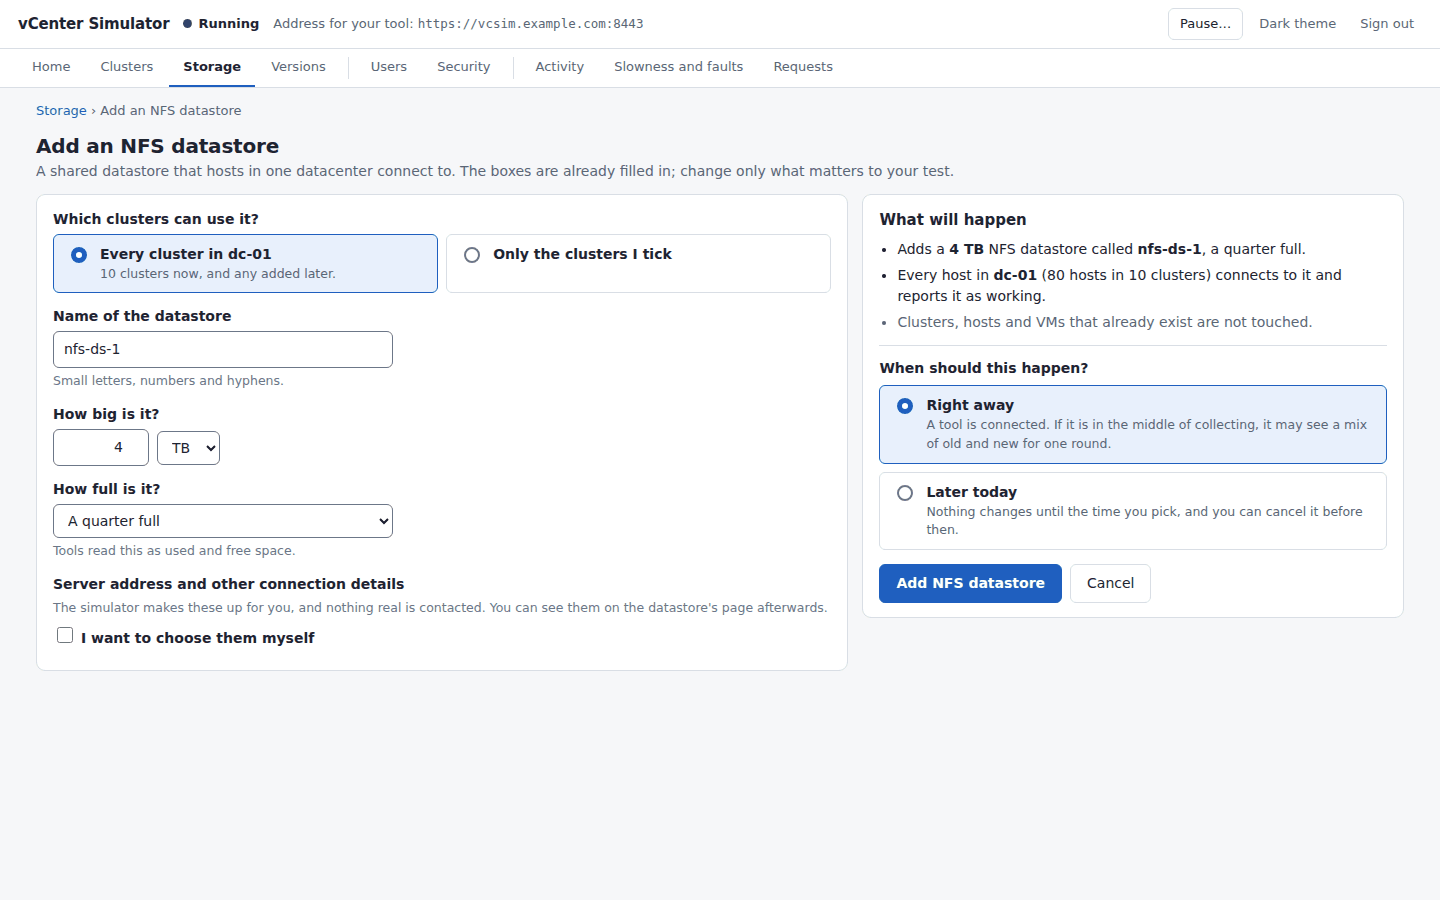 vCenter Simulator
Running
Address for your tool: https://vcsim.example.com:8443
Pause...
Dark theme
Sign out
Home
Clusters
Storage
Versions
Users
Security
Activity
Slowness and faults
Requests
Storage › Add an NFS datastore
Add an NFS datastore
A shared datastore that hosts in one datacenter connect to. The boxes are already filled in; change only what matters to your test.
Which clusters can use it?
Every cluster in dc-01
10 clusters now, and any added later.
Only the clusters I tick
Name of the datastore
nfs-ds-1
Small letters, numbers and hyphens.
How big is it?
4
TB
How full is it?
A quarter full
Tools read this as used and free space.
Server address and other connection details
The simulator makes these up for you, and nothing real is contacted. You can see them on the datastore's page afterwards.
I want to choose them myself
What will happen
• Adds a 4 TB NFS datastore called nfs-ds-1, a quarter full.
• Every host in dc-01 (80 hosts in 10 clusters) connects to it and
reports it as working.
• Clusters, hosts and VMs that already exist are not touched.
When should this happen?
Right away
A tool is connected. If it is in the middle of collecting, it may see a mix
of old and new for one round.
Later today
Nothing changes until the time you pick, and you can cancel it before
then.
Add NFS datastore
Cancel